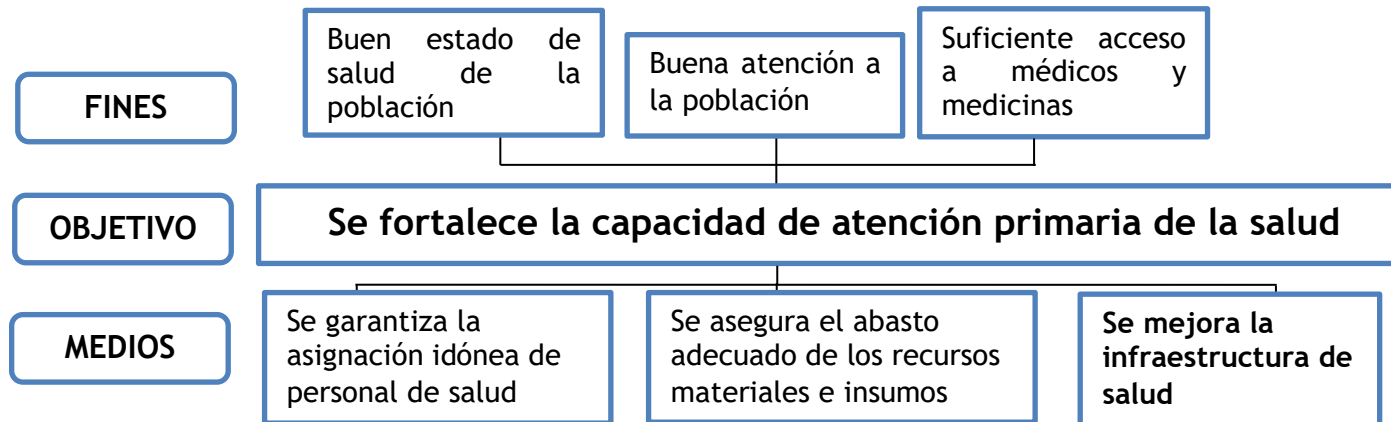 FINES
Buen estado de
salud de la
población
Buena atención a
la población
Suficiente acceso
a médicos y
medicinas
OBJETIVO
Se fortalece la capacidad de atención primaria de la salud
MEDIOS
Se garantiza la
asignación idónea de
personal de salud
Se asegura el abasto
adecuado de los recursos
materiales e insumos
Se mejora la
infraestructura de
salud